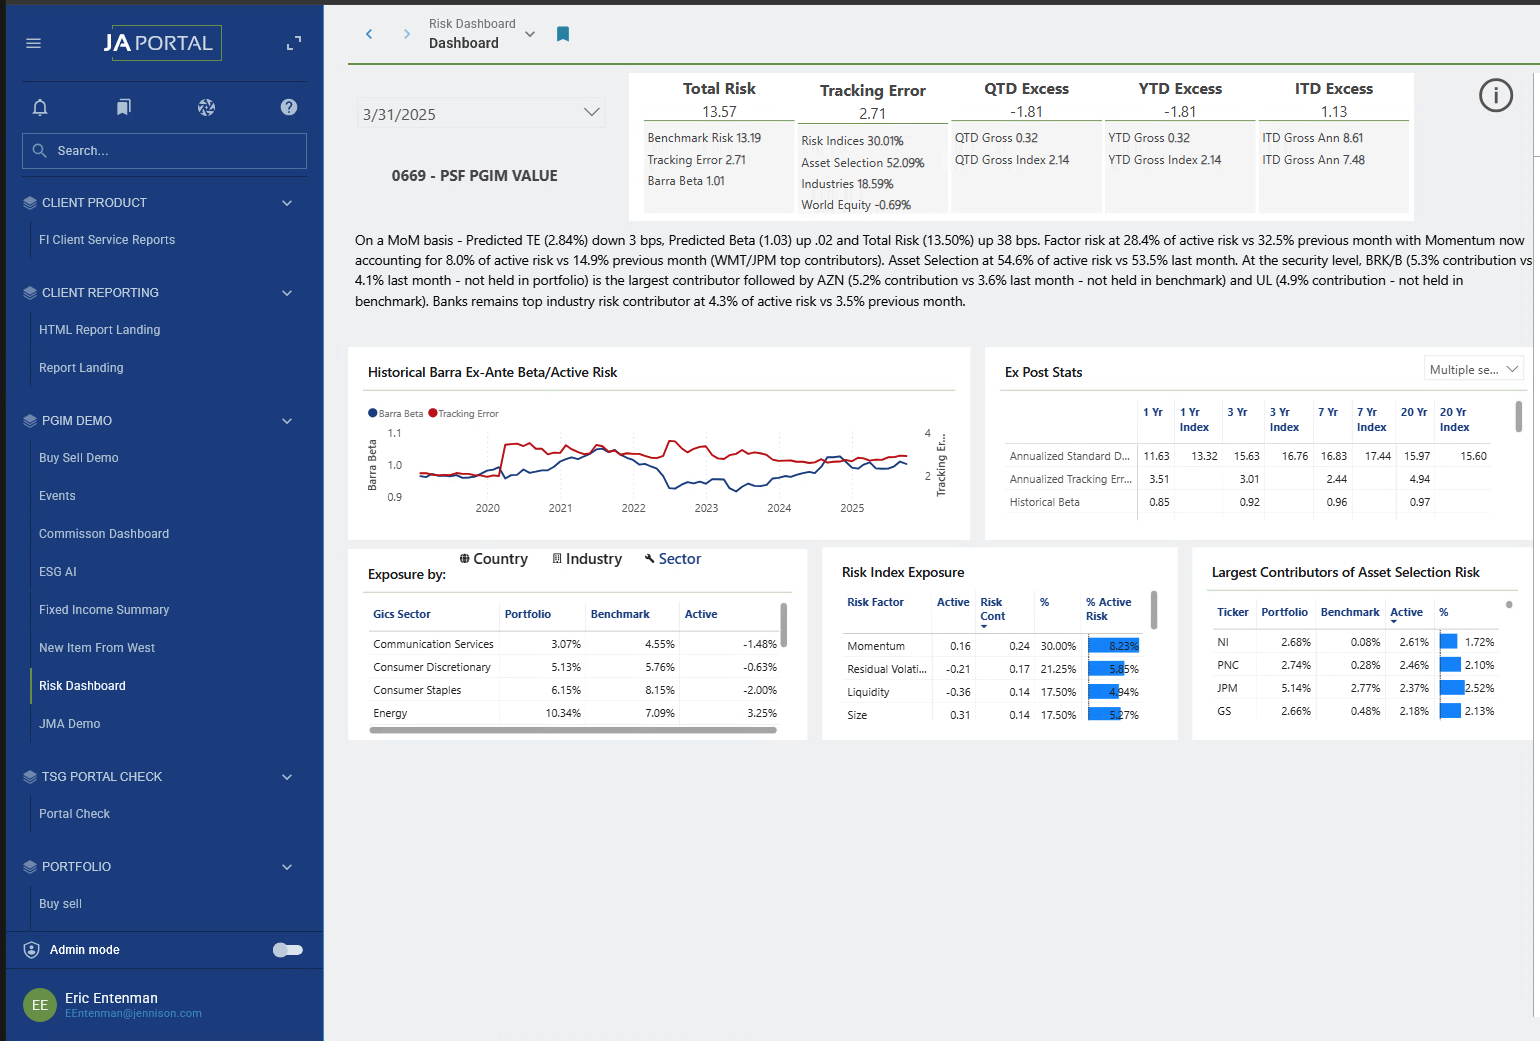 JA PORTAL
Search...
CLIENT PRODUCT
FI Client Service Reports
CLIENT REPORTING
HTML Report Landing
Report Landing
PGIM DEMO
Buy Sell Demo
Events
Commisson Dashboard
ESG AI
Fixed Income Summary
New Item From West
Risk Dashboard
JMA Demo
TSG PORTAL CHECK
Portal Check
PORTFOLIO
Buy sell
Admin mode
EE
Eric Entenman
EEntenman@jennison.com
Risk Dashboard
Dashboard
3/31/2025
0669 - PSF PGIM VALUE
Total Risk
13.57
Benchmark Risk 13.19
Tracking Error 2.71
Barra Beta 1.01
Tracking Error
2.71
Risk Indices 30.01%
Asset Selection 52.09%
Industries 18.59%
World Equity -0.69%
QTD Excess
-1.81
QTD Gross 0.32
QTD Gross Index 2.14
YTD Excess
-1.81
YTD Gross 0.32
YTD Gross Index 2.14
ITD Excess
1.13
ITD Gross Ann 8.61
ITD Gross Ann 7.48
On a MoM basis - Predicted TE (2.84%) down 3 bps, Predicted Beta (1.03) up .02 and Total Risk (13.50%) up 38 bps. Factor risk at 28.4% of active risk vs 32.5% previous month with Momentum now
accounting for 8.0% of active risk vs 14.9% previous month (WMT/JPM top contributors). Asset Selection at 54.6% of active risk vs 53.5% last month. At the security level, BRK/B (5.3% contribution vs
4.1% last month - not held in portfolio) is the largest contributor followed by AZN (5.2% contribution vs 3.6% last month - not held in benchmark) and UL (4.9% contribution - not held in
benchmark). Banks remains top industry risk contributor at 4.3% of active risk vs 3.5% previous month.
Historical Barra Ex-Ante Beta/Active Risk
Barra Beta Tracking Error
Barra Beta
1.1
1.0
0.9
4
2
Tracking Er...
2020 2021 2022 2023 2024 2025
Ex Post Stats
Multiple se...
1 Yr 1 Yr Index 3 Yr 3 Yr Index 7 Yr 7 Yr Index 20 Yr 20 Yr Index
Annualized Standard D... 11.63 13.32 15.63 16.76 16.83 17.44 15.97 15.60
Annualized Tracking Err... 3.51 3.01 2.44 4.94
Historical Beta 0.85 0.92 0.96 0.97
Exposure by:
Country Industry Sector
Gics Sector Portfolio Benchmark Active
Communication Services 3.07% 4.55% -1.48%
Consumer Discretionary 5.13% 5.76% -0.63%
Consumer Staples 6.15% 8.15% -2.00%
Energy 10.34% 7.09% 3.25%
Risk Index Exposure
Risk Factor Active Risk Cont % % Active Risk
Momentum 0.16 0.24 30.00% 8.23%
Residual Volati... -0.21 0.17 21.25% 5.85%
Liquidity -0.36 0.14 17.50% 4.94%
Size 0.31 0.14 17.50% 5.27%
Largest Contributors of Asset Selection Risk
Ticker Portfolio Benchmark Active %
NI 2.68% 0.08% 2.61% 1.72%
PNC 2.74% 0.28% 2.46% 2.10%
JPM 5.14% 2.77% 2.37% 2.52%
GS 2.66% 0.48% 2.18% 2.13%